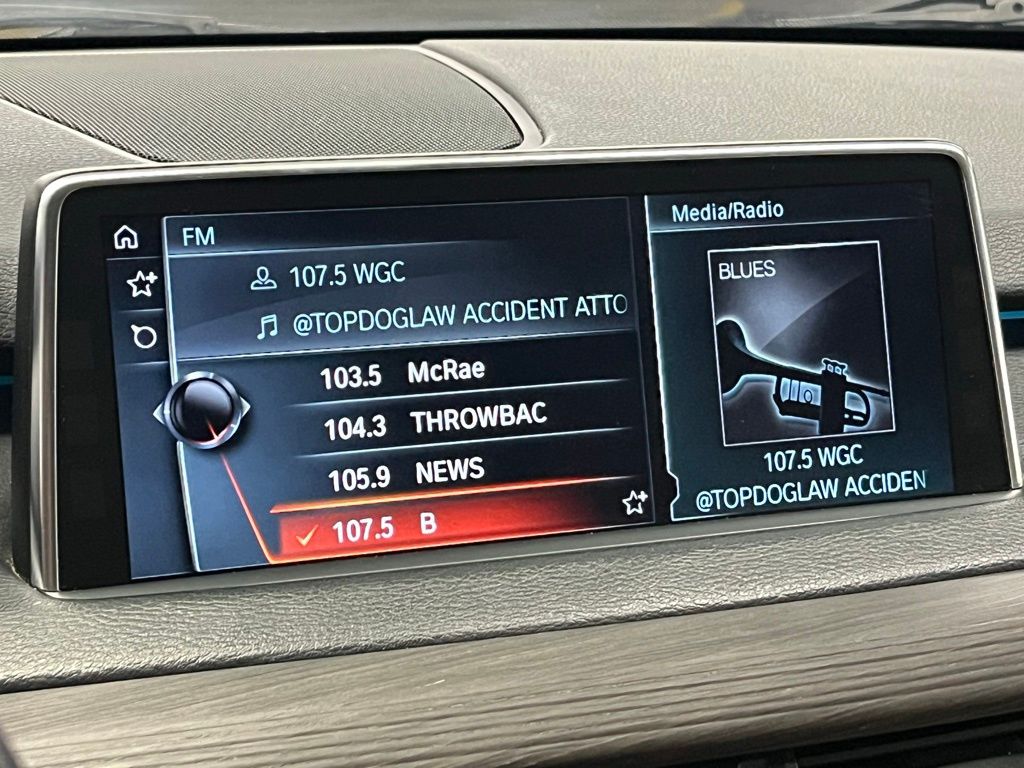 FM
107.5 WGC
@TOPDOGLAW ACCIDENT ATTO
103.5 McRae
104.3 THROWBAC
105.9 NEWS
107.5 B
Media/Radio
BLUES
107.5 WGC
@TOPDOGLAW ACCIDEN